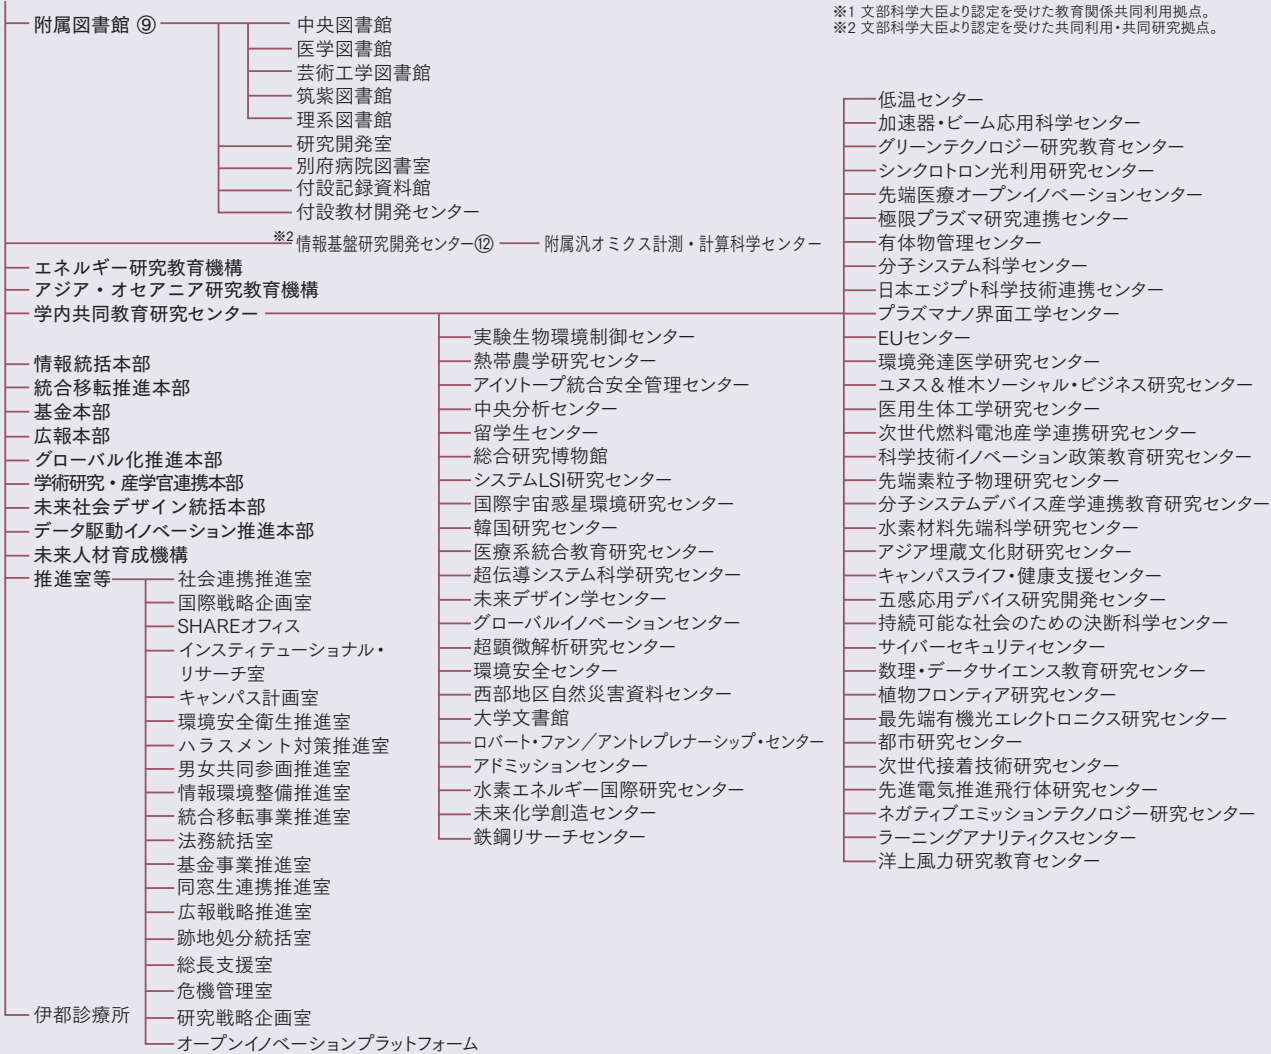 ※1 文部科学大臣より認定を受けた教育関係共同利用拠点。
※2 文部科学大臣より認定を受けた共同利用・共同研究拠点。
附属図書館 ⑨
中央図書館
医学図書館
芸術工学図書館
筑紫図書館
理系図書館
研究開発室
別府病院図書室
付設記録資料館
付設教材開発センター
※2 情報基盤研究開発センター⑫
附属汎オミクス計測・計算科学センター
エネルギー研究教育機構
アジア・オセアニア研究教育機構
学内共同教育研究センター
実験生物環境制御センター
熱帯農学研究センター
アイソトープ統合安全管理センター
中央分析センター
留学生センター
総合研究博物館
システムLSI研究センター
国際宇宙惑星環境研究センター
韓国研究センター
医療系統合教育研究センター
超伝導システム科学研究センター
未来デザイン学センター
グローバルイノベーションセンター
超顕微解析研究センター
環境安全センター
西部地区自然災害資料センター
大学文書館
ロバート・ファン／アントレプレナーシップ・センター
アドミッションセンター
水素エネルギー国際研究センター
未来化学創造センター
鉄鋼リサーチセンター
低温センター
加速器・ビーム応用科学センター
グリーンテクノロジー研究教育センター
シンクロトロン光利用研究センター
先端医療オープンイノベーションセンター
極限プラズマ研究連携センター
有体物管理センター
分子システム科学センター
日本エジプト科学技術連携センター
プラズマナノ界面工学センター
EUセンター
環境発達医学研究センター
ユヌス＆椎木ソーシャル・ビジネス研究センター
医用生体工学研究センター
次世代燃料電池産学連携研究センター
科学技術イノベーション政策教育研究センター
先端素粒子物理研究センター
分子システムデバイス産学連携教育研究センター
水素材料先端科学研究センター
アジア埋蔵文化財研究センター
キャンパスライフ・健康支援センター
五感応用デバイス研究開発センター
持続可能な社会のための決断科学センター
サイバーセキュリティセンター
数理・データサイエンス教育研究センター
植物フロンティア研究センター
最先端有機光エレクトロニクス研究センター
都市研究センター
次世代接着技術研究センター
先進電気推進飛行体研究センター
ネガティブエミッションテクノロジー研究センター
ラーニングアナリティクスセンター
洋上風力研究教育センター
情報統括本部
統合移転推進本部
基金本部
広報本部
グローバル化推進本部
学術研究・産学官連携本部
未来社会デザイン統括本部
データ駆動イノベーション推進本部
未来人材育成機構
推進室等
社会連携推進室
国際戦略企画室
SHAREオフィス
インスティテューショナル・
リサーチ室
キャンパス計画室
環境安全衛生推進室
ハラスメント対策推進室
男女共同参画推進室
情報環境整備推進室
統合移転事業推進室
法務統括室
基金事業推進室
同窓生連携推進室
広報戦略推進室
跡地処分統括室
総長支援室
危機管理室
研究戦略企画室
オープンイノベーションプラットフォーム
伊都診療所